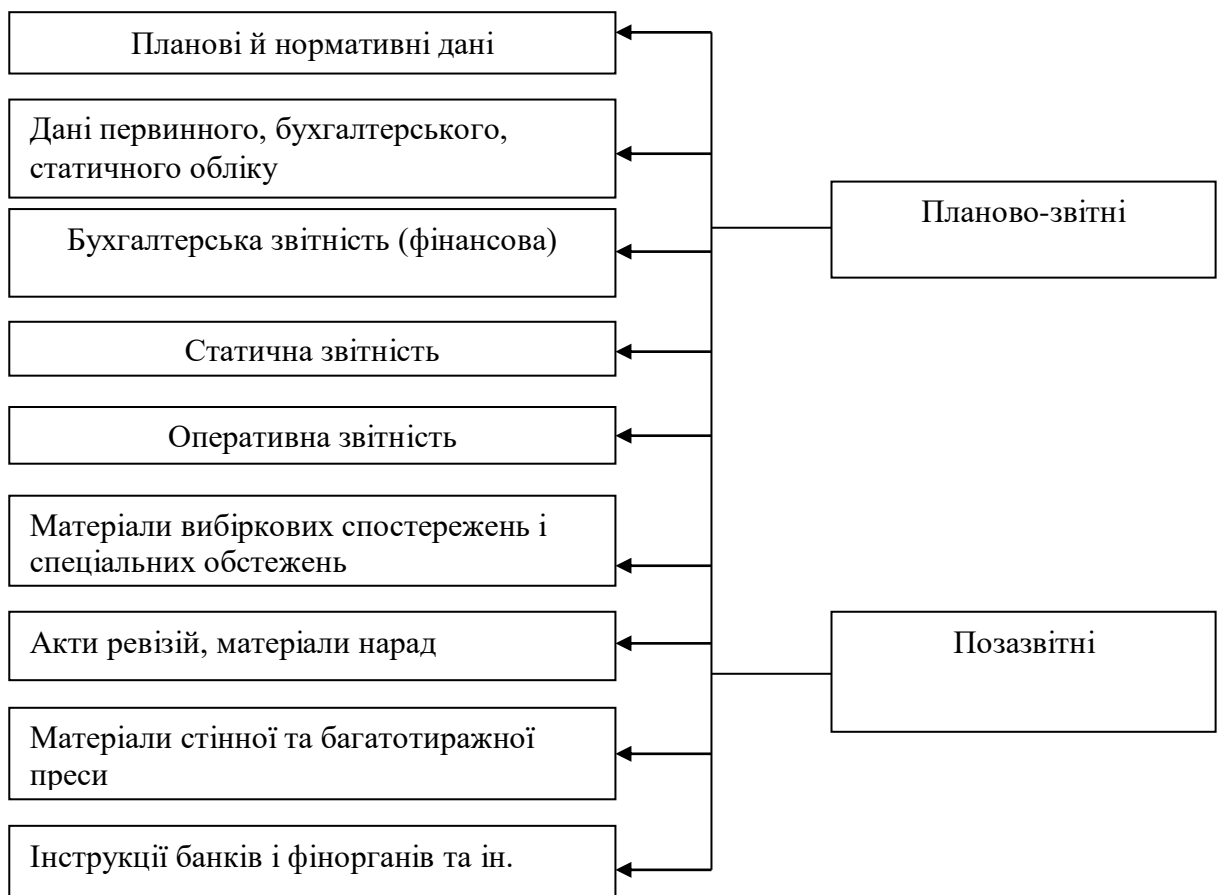 Планові й нормативні дані
Дані первинного, бухгалтерського,
статичного обліку
Бухгалтерська звітність (фінансова)
Статична звітність
Оперативна звітність
Матеріали вибіркових спостережень і
спеціальних обстежень
Акти ревізій, матеріали нарад
Матеріали стінної та багатотиражної
преси
Інструкції банків і фінорганів та ін.
Планово-звітні
Позазвітні